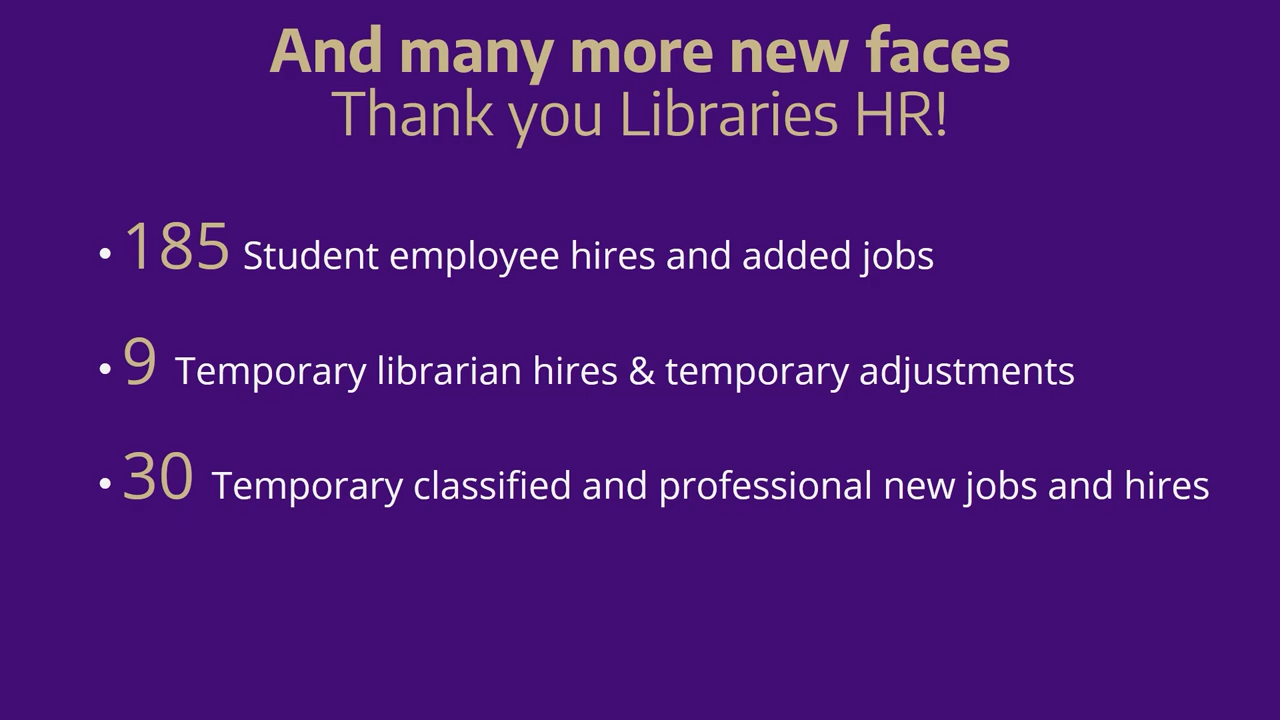 And many more new faces
Thank you Libraries HR!
• 185 Student employee hires and added jobs
• 9 Temporary librarian hires & temporary adjustments
• 30 Temporary classified and professional new jobs and hires